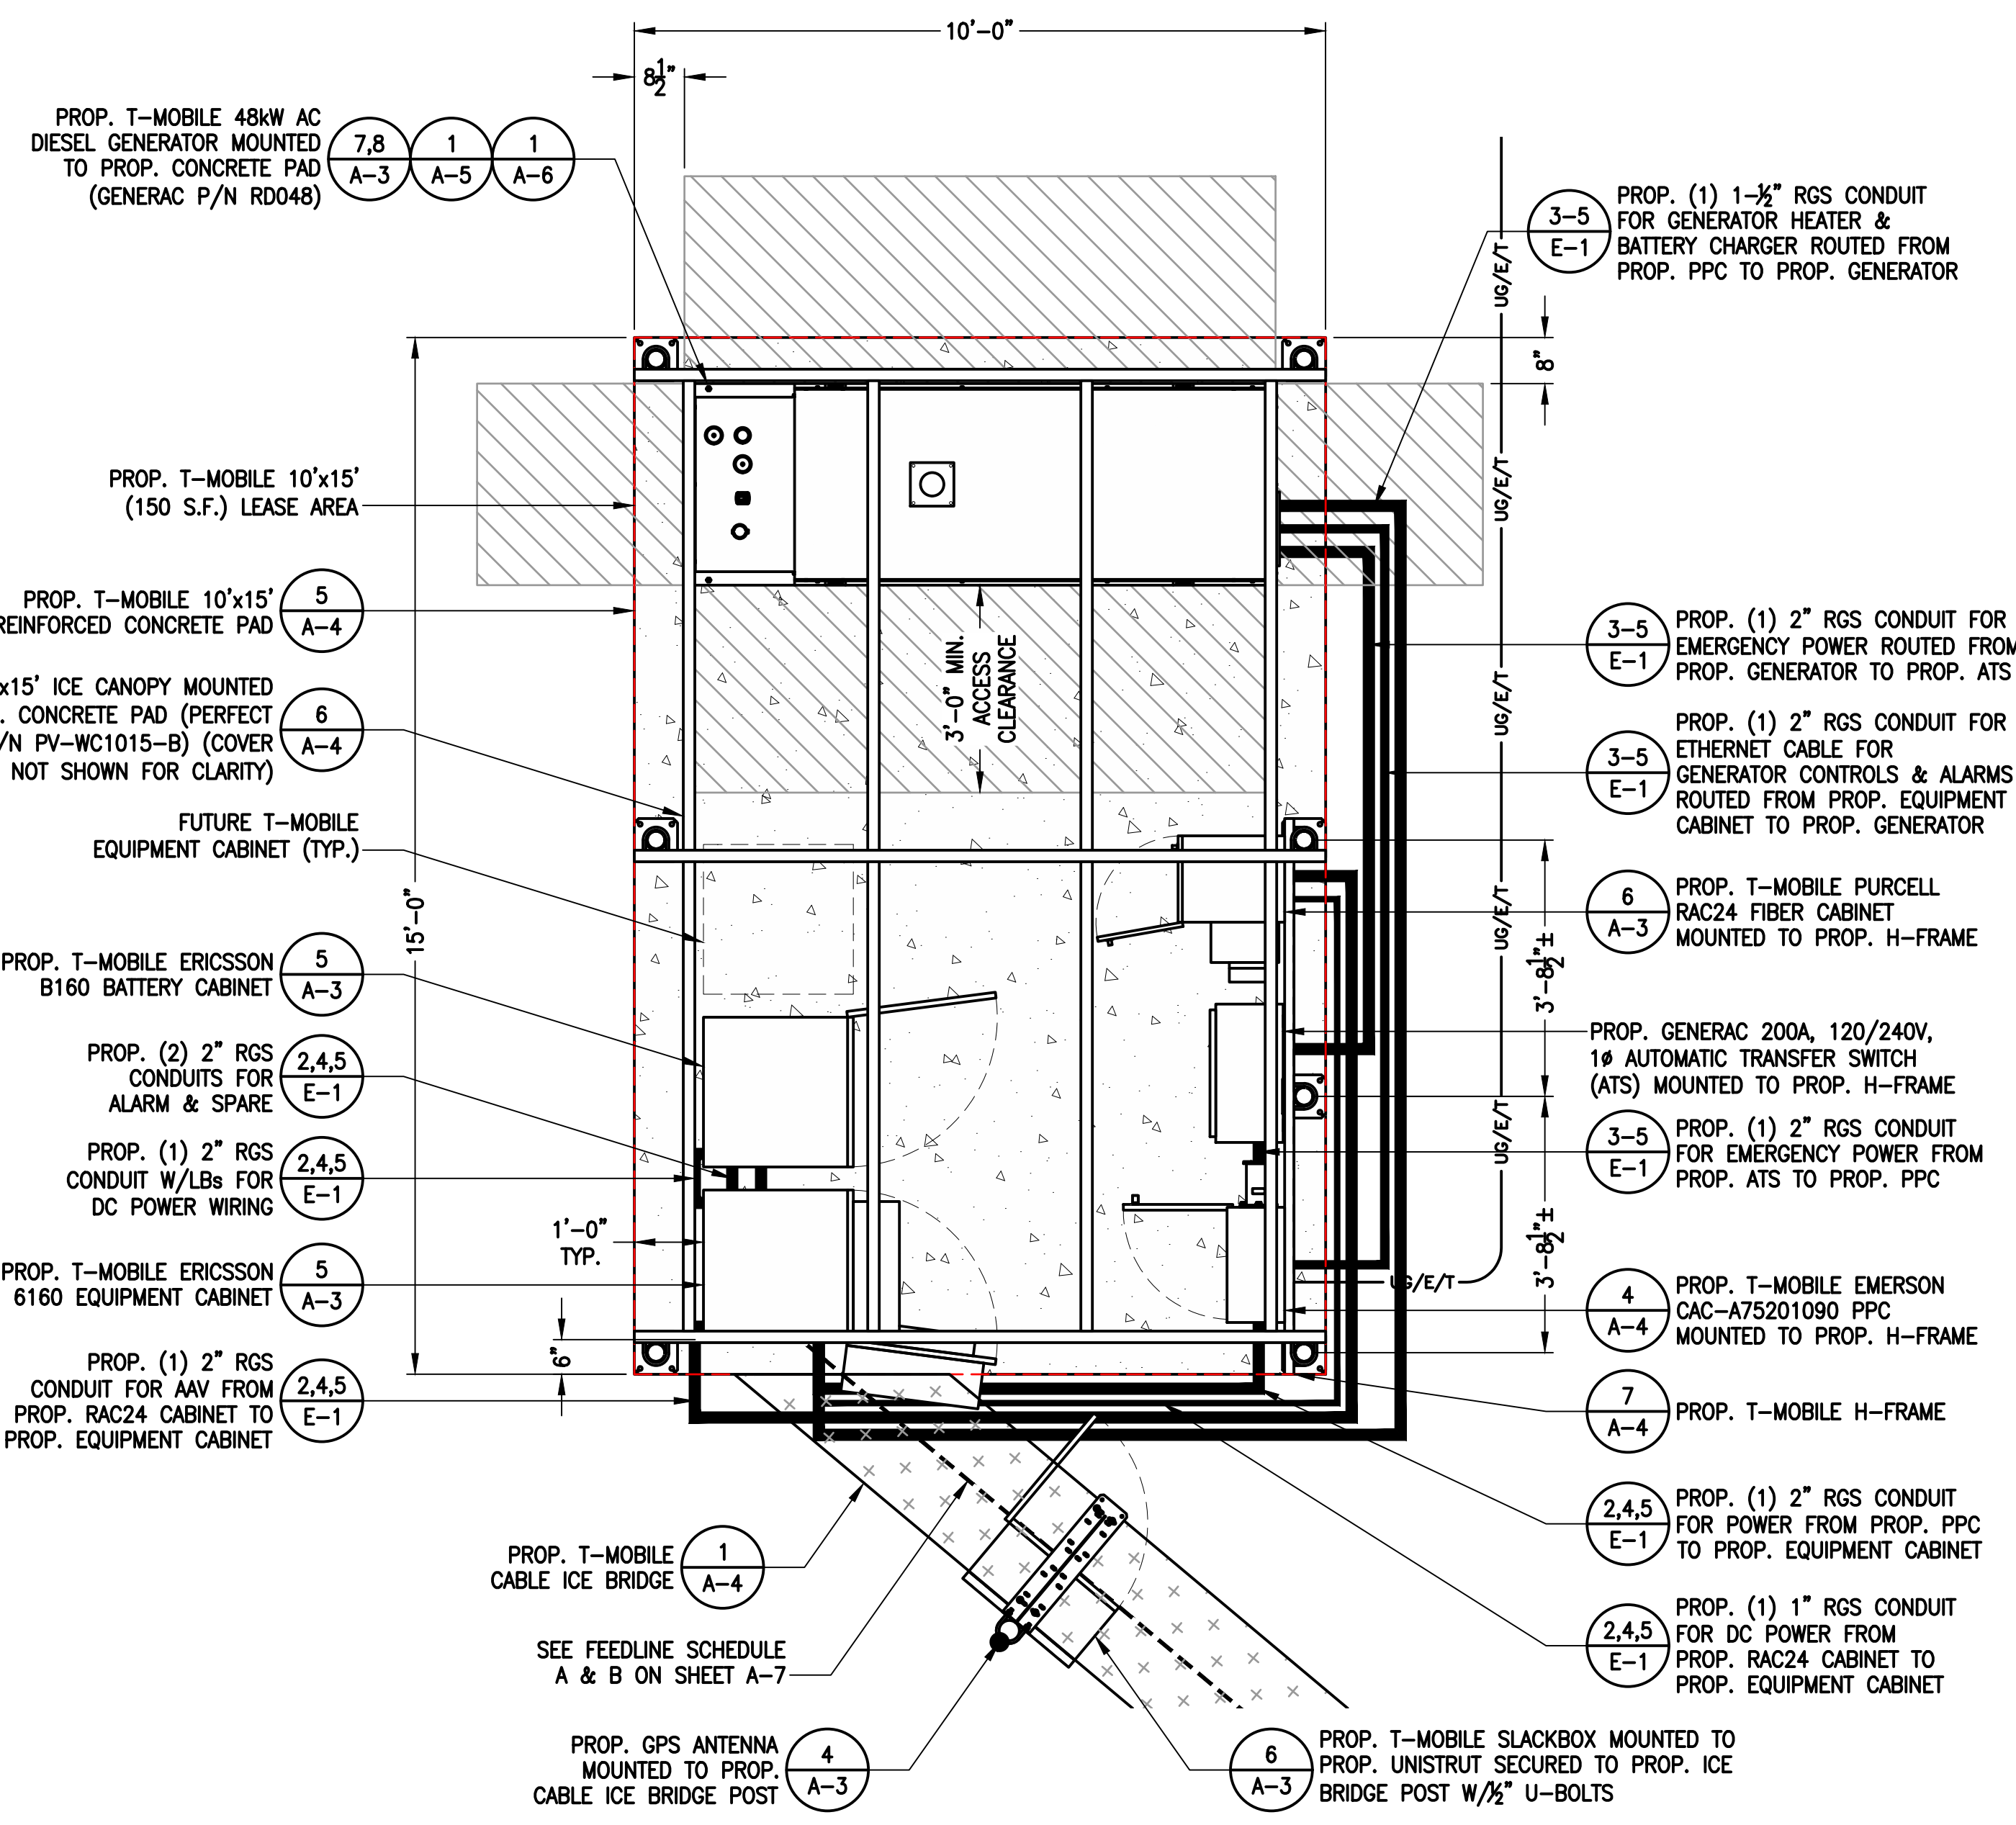 10'-0"
8 1/2"
PROP. T-MOBILE 48kW AC
DIESEL GENERATOR MOUNTED
TO PROP. CONCRETE PAD
(GENERAC P/N RD048)
7,8
A-3
1
A-5
1
A-6
PROP. T-MOBILE 10'x15'
(150 S.F.) LEASE AREA
PROP. T-MOBILE 10'x15'
REINFORCED CONCRETE PAD
5
A-4
x15' ICE CANOPY MOUNTED
. CONCRETE PAD (PERFECT
/N PV-WC1015-B) (COVER
NOT SHOWN FOR CLARITY)
6
A-4
FUTURE T-MOBILE
EQUIPMENT CABINET (TYP.)
15'-0"
PROP. T-MOBILE ERICSSON
B160 BATTERY CABINET
5
A-3
PROP. (2) 2" RGS
CONDUITS FOR
ALARM & SPARE
2,4,5
E-1
PROP. (1) 2" RGS
CONDUIT W/LBs FOR
DC POWER WIRING
2,4,5
E-1
1'-0"
TYP.
PROP. T-MOBILE ERICSSON
6160 EQUIPMENT CABINET
5
A-3
6"
PROP. (1) 2" RGS
CONDUIT FOR AAV FROM
PROP. RAC24 CABINET TO
PROP. EQUIPMENT CABINET
2,4,5
E-1
PROP. T-MOBILE
CABLE ICE BRIDGE
1
A-4
SEE FEEDLINE SCHEDULE
A & B ON SHEET A-7
PROP. GPS ANTENNA
MOUNTED TO PROP.
CABLE ICE BRIDGE POST
4
A-3
3'-0" MIN.
ACCESS
CLEARANCE
UG/E/T
UG/E/T
UG/E/T
UG/E/T
UG/E/T
UG/E/T
3-5
E-1
PROP. (1) 1-1/2" RGS CONDUIT
FOR GENERATOR HEATER &
BATTERY CHARGER ROUTED FROM
PROP. PPC TO PROP. GENERATOR
8"
3-5
E-1
PROP. (1) 2" RGS CONDUIT FOR
EMERGENCY POWER ROUTED FROM
PROP. GENERATOR TO PROP. ATS
3-5
E-1
PROP. (1) 2" RGS CONDUIT FOR
ETHERNET CABLE FOR
GENERATOR CONTROLS & ALARMS
ROUTED FROM PROP. EQUIPMENT
CABINET TO PROP. GENERATOR
6
A-3
PROP. T-MOBILE PURCELL
RAC24 FIBER CABINET
MOUNTED TO PROP. H-FRAME
3'-8 1/2"±
PROP. GENERAC 200A, 120/240V,
1ø AUTOMATIC TRANSFER SWITCH
(ATS) MOUNTED TO PROP. H-FRAME
3-5
E-1
PROP. (1) 2" RGS CONDUIT
FOR EMERGENCY POWER FROM
PROP. ATS TO PROP. PPC
3'-8 1/2"±
4
A-4
PROP. T-MOBILE EMERSON
CAC-A75201090 PPC
MOUNTED TO PROP. H-FRAME
7
A-4
PROP. T-MOBILE H-FRAME
2,4,5
E-1
PROP. (1) 2" RGS CONDUIT
FOR POWER FROM PROP. PPC
TO PROP. EQUIPMENT CABINET
2,4,5
E-1
PROP. (1) 1" RGS CONDUIT
FOR DC POWER FROM
PROP. RAC24 CABINET TO
PROP. EQUIPMENT CABINET
6
A-3
PROP. T-MOBILE SLACKBOX MOUNTED TO
PROP. UNISTRUT SECURED TO PROP. ICE
BRIDGE POST W/1/2" U-BOLTS